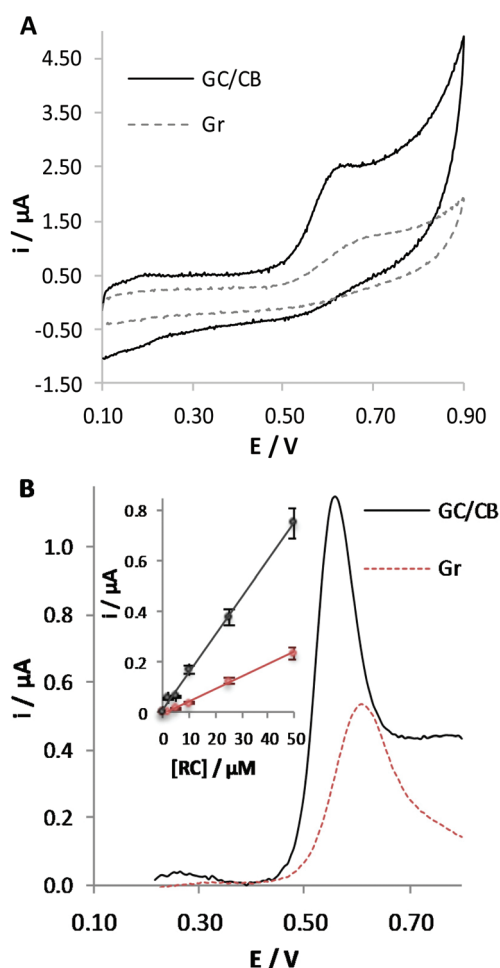 A
4.50
3.50
2.50
1.50
0.50
-0.50
-1.50
i / µA
GC/CB
Gr
0.10 0.30 0.50 0.70 0.90
E / V
B
1.0
0.8
0.6
0.4
0.2
0.0
i / µA
GC/CB
Gr
0.8
0.6
0.4
0.2
0
i / µA
0 10 20 30 40 50
[RC] / µM
0.10 0.30 0.50 0.70
E / V